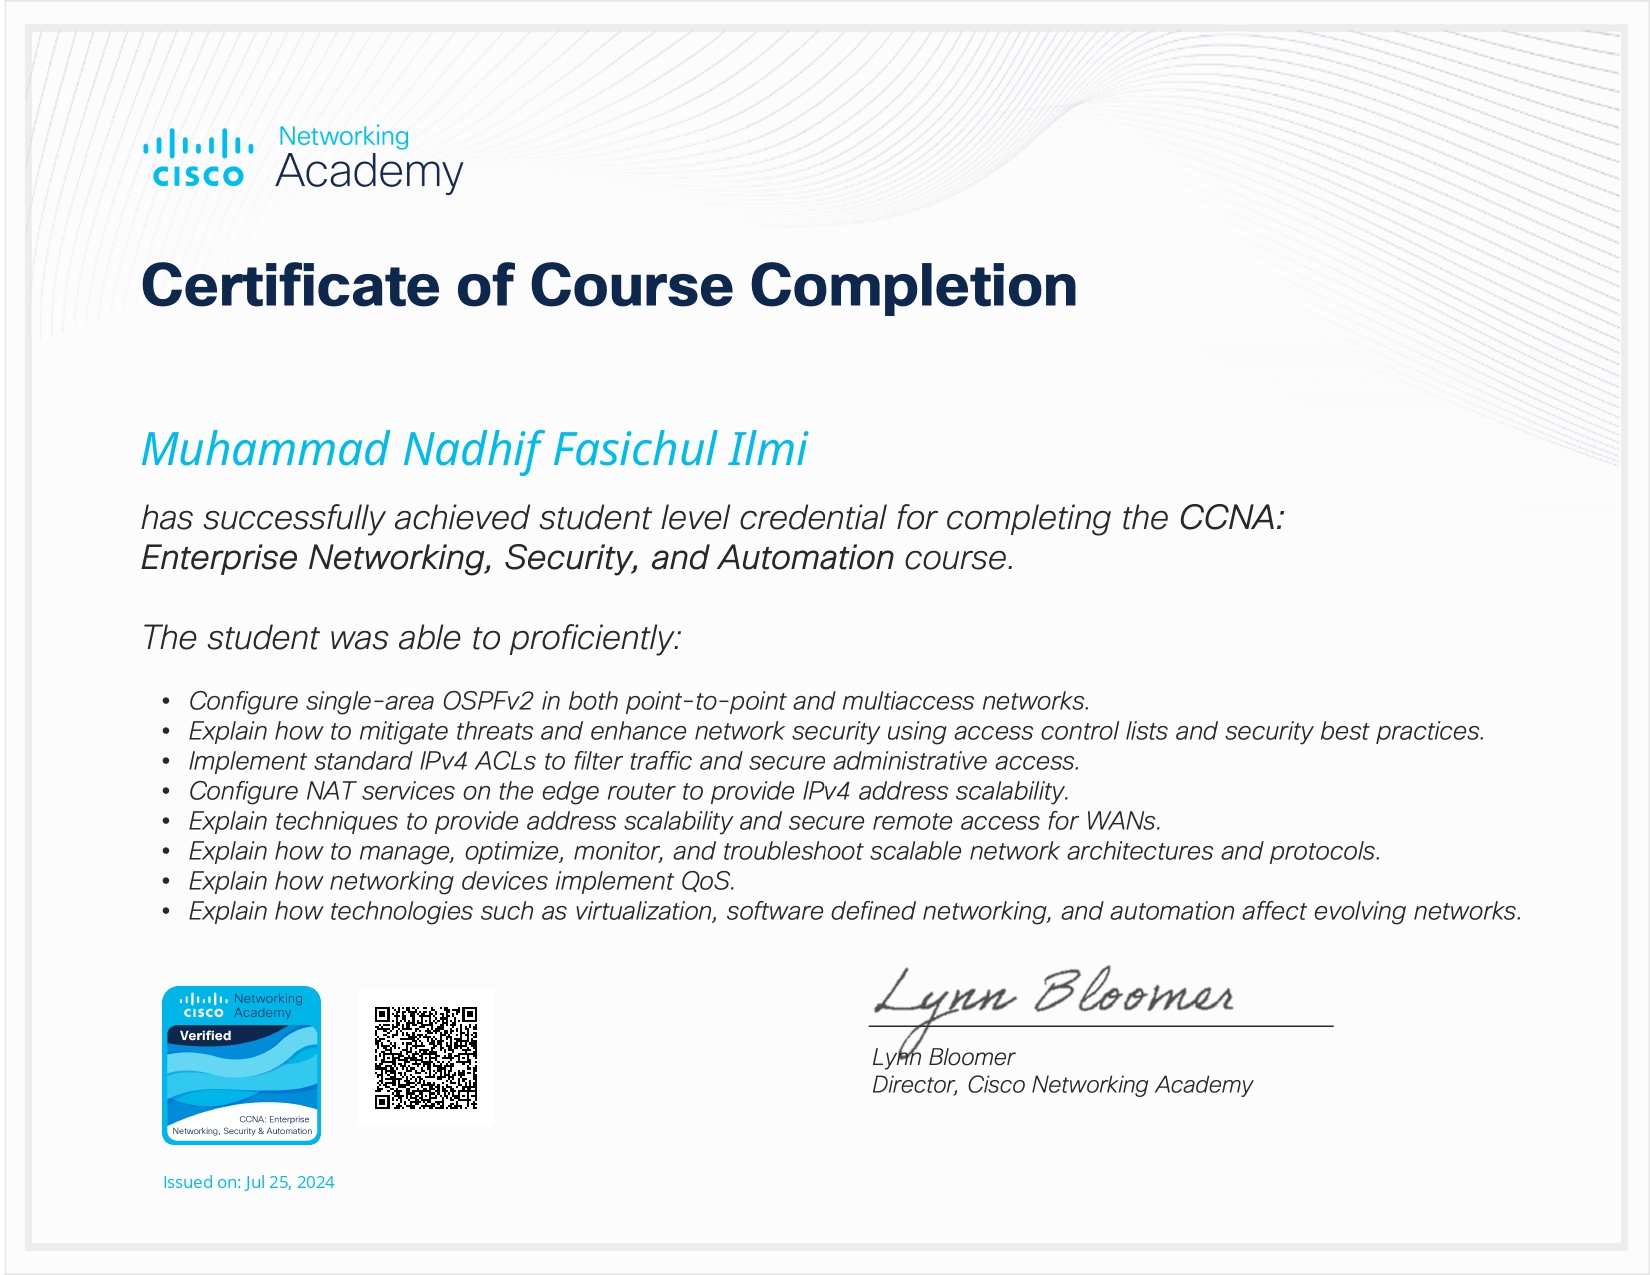 Networking
CISCO Academy
Certificate of Course Completion
Muhammad Nadhif Fasichul Ilmi
has successfully achieved student level credential for completing the CCNA:
Enterprise Networking, Security, and Automation course.
The student was able to proficiently:
• Configure single-area OSPFv2 in both point-to-point and multiaccess networks.
• Explain how to mitigate threats and enhance network security using access control lists and security best practices.
• Implement standard IPv4 ACLs to filter traffic and secure administrative access.
• Configure NAT services on the edge router to provide IPv4 address scalability.
• Explain techniques to provide address scalability and secure remote access for WANs.
• Explain how to manage, optimize, monitor, and troubleshoot scalable network architectures and protocols.
• Explain how networking devices implement QoS.
• Explain how technologies such as virtualization, software defined networking, and automation affect evolving networks.
Networking
CISCO Academy
Verified
CCNA: Enterprise
Networking, Security & Automation
Lynn Bloomer
Lynn Bloomer
Director, Cisco Networking Academy
Issued on: Jul 25, 2024